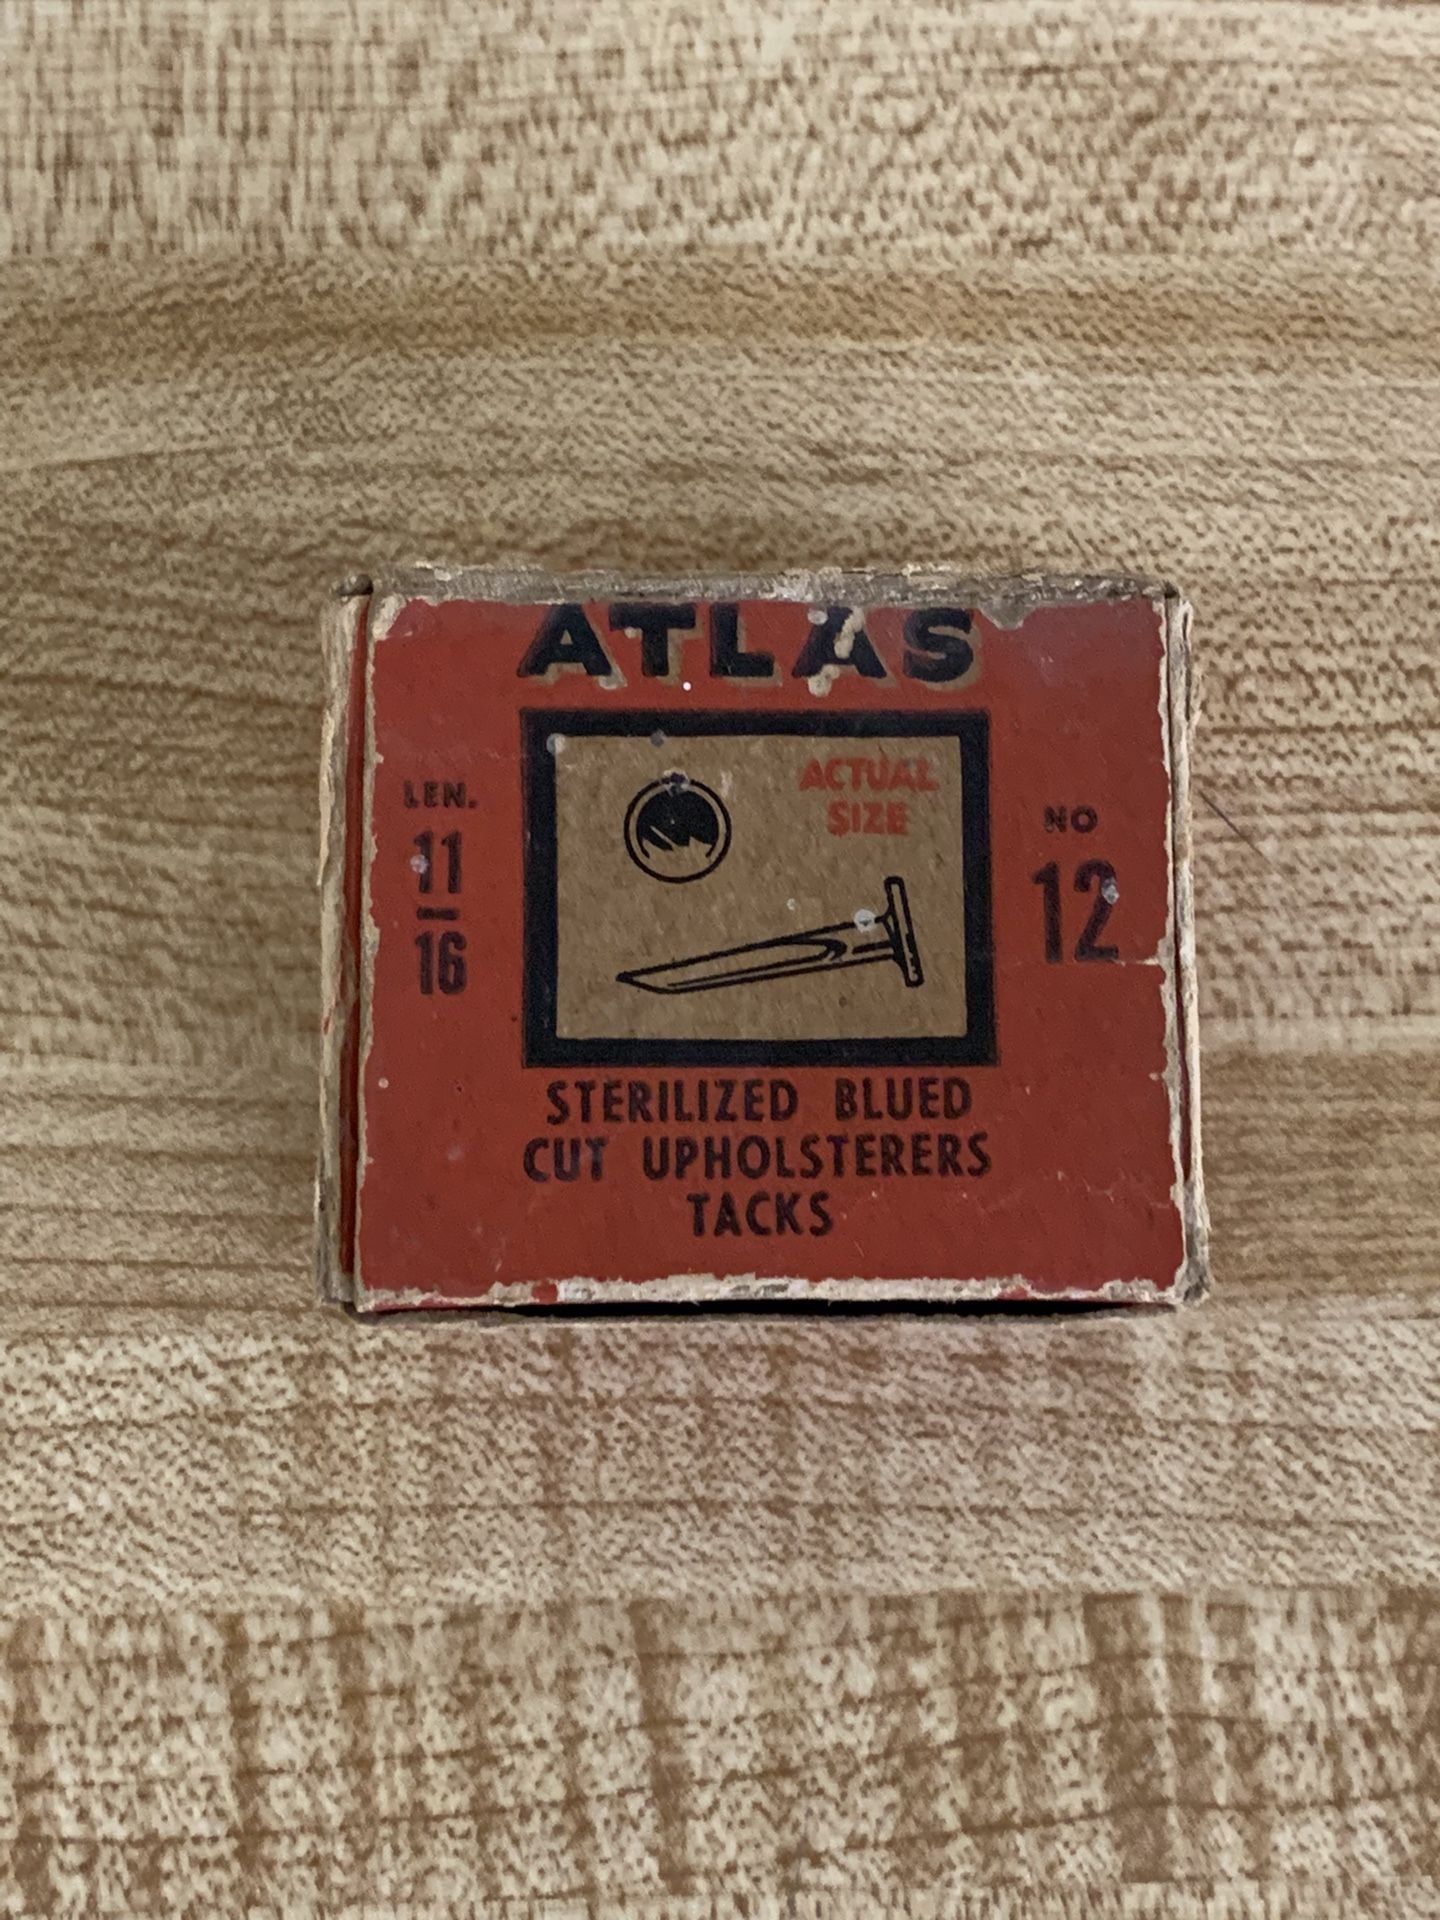 ATLAS
ACTUAL
SIZE
LEN.
11
16
NO
12
STERILIZED BLUED
CUT UPHOLSTERERS
TACKS